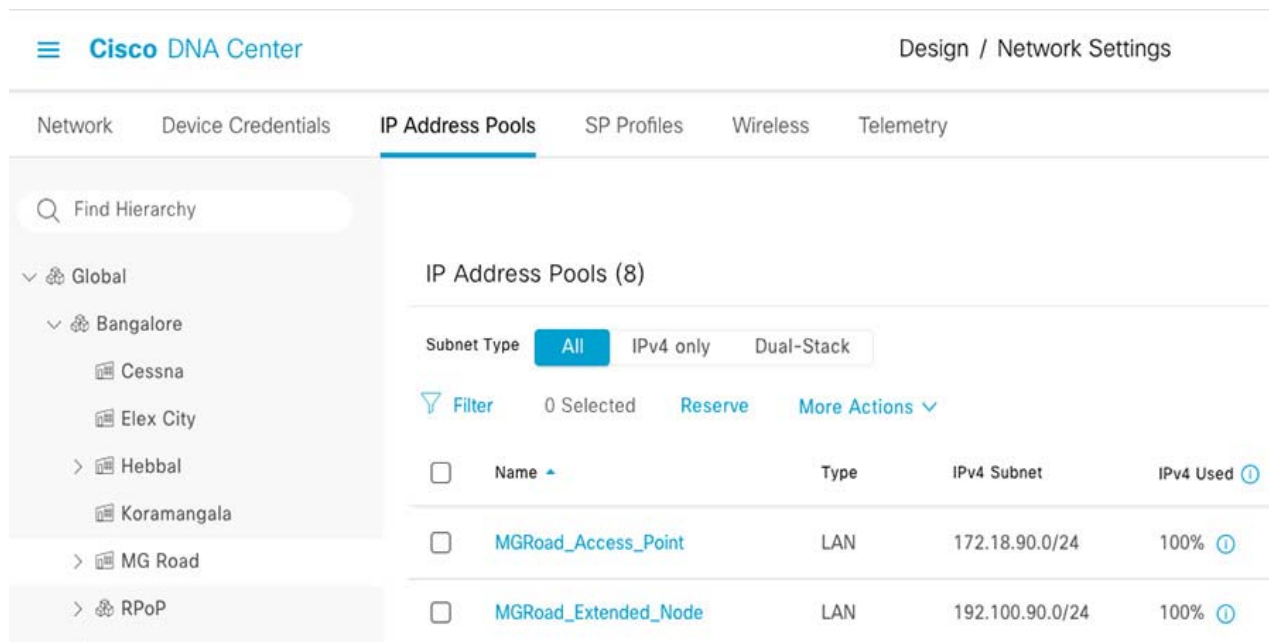 Cisco DNA Center
Design / Network Settings
Network Device Credentials IP Address Pools SP Profiles Wireless Telemetry
Find Hierarchy
Global
Bangalore
Cessna
Elex City
Hebbal
Koramangala
MG Road
RPoP
IP Address Pools (8)
Subnet Type All IPv4 only Dual-Stack
Filter 0 Selected Reserve More Actions
Name Type IPv4 Subnet IPv4 Used
MGRoad_Access_Point LAN 172.18.90.0/24 100%
MGRoad_Extended_Node LAN 192.100.90.0/24 100%